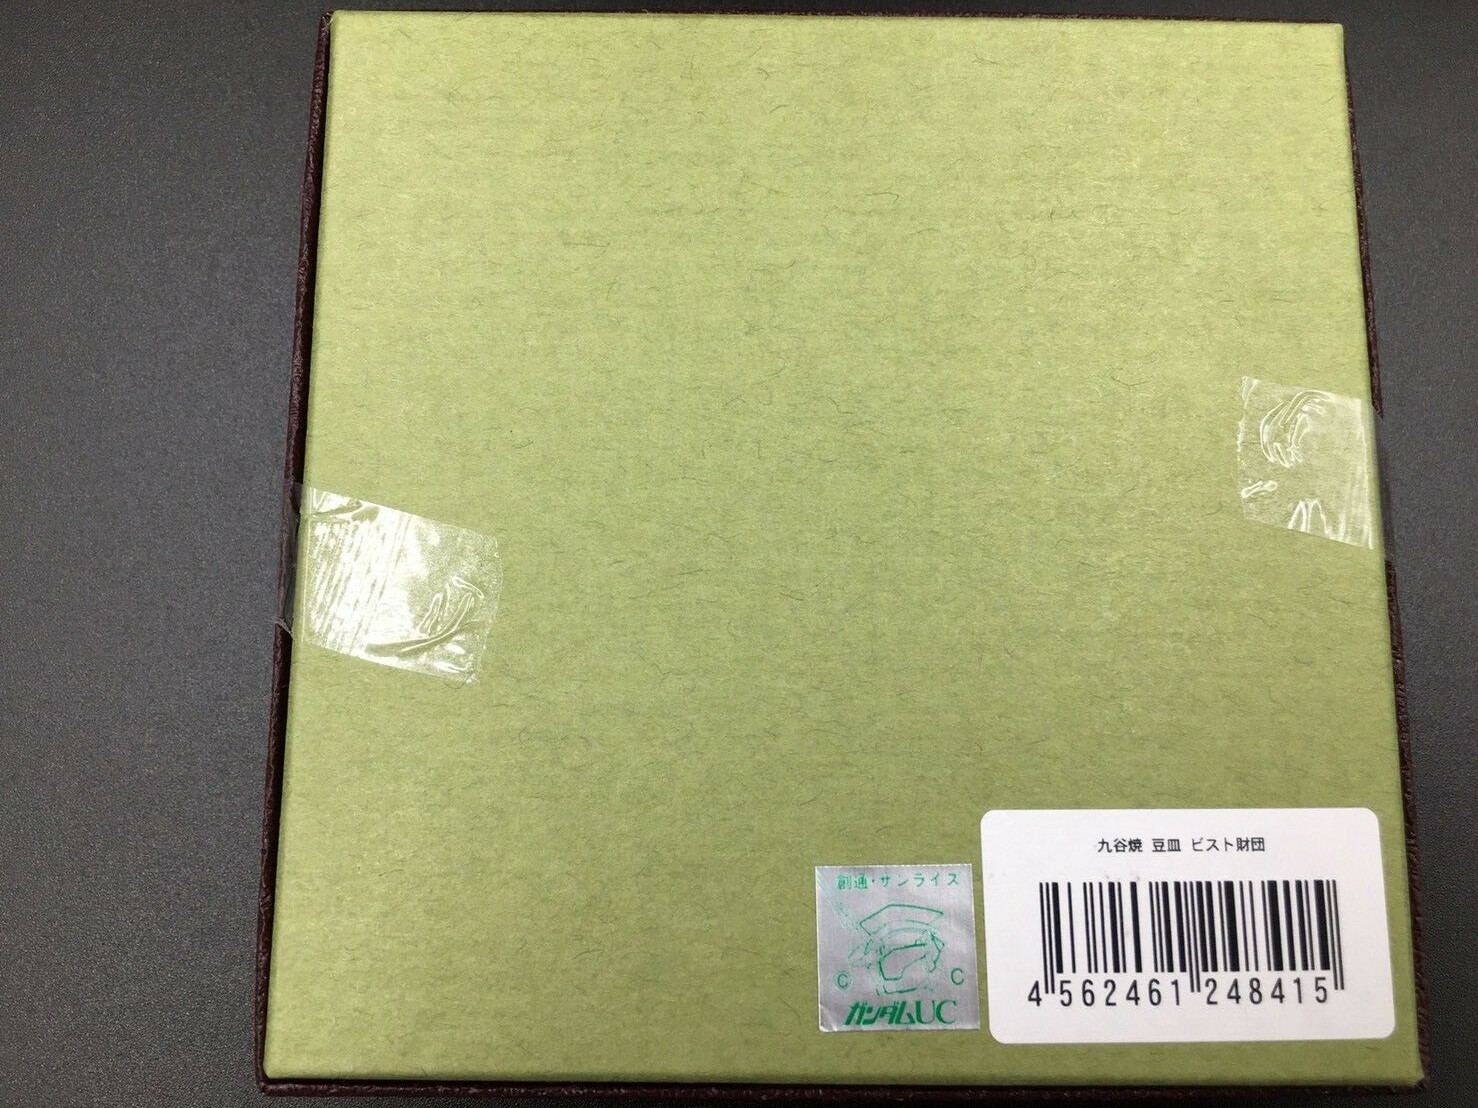 九谷焼 豆皿 ビスト財団
4 562461 248415
創通・サンライズ
© C
ガンダムUC